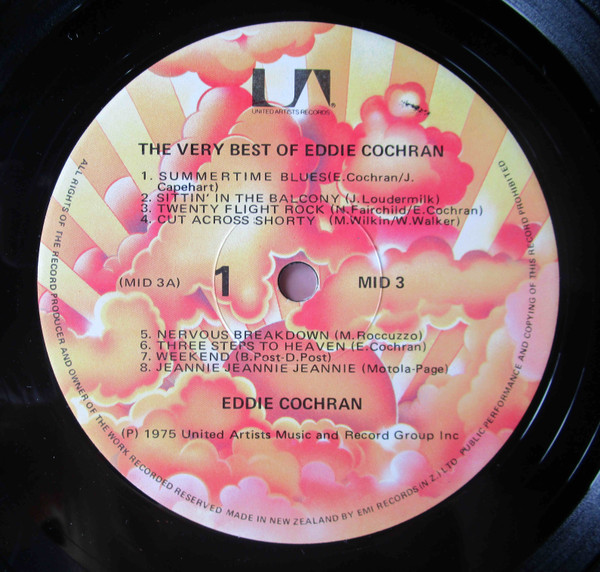 UA®
UNITED ARTISTS RECORDS
THE VERY BEST OF EDDIE COCHRAN
1. SUMMERTIME BLUES(E.Cochran/J.
Capehart)
2. SITTIN' IN THE BALCONY (J.Loudermilk)
3. TWENTY FLIGHT ROCK (N.Fairchild/E.Cochran)
4. CUT ACROSS SHORTY (M.Wilkin/W.Walker)
(MID 3A) 1 MID 3
5. NERVOUS BREAKDOWN (M.Roccuzzo)
6. THREE STEPS TO HEAVEN (E.Cochran)
7. WEEKEND (B.Post-D.Post)
8. JEANNIE JEANNIE JEANNIE (Motola-Page)
EDDIE COCHRAN
(P) 1975 United Artists Music and Record Group Inc
ALL RIGHTS OF THE RECORD PRODUCER AND OWNER OF THE WORK RECORDED RESERVED MADE IN NEW ZEALAND BY EMI RECORDS (N.Z.) LTD PUBLIC PERFORMANCE AND COPYING OF THIS RECORD PROHIBITED